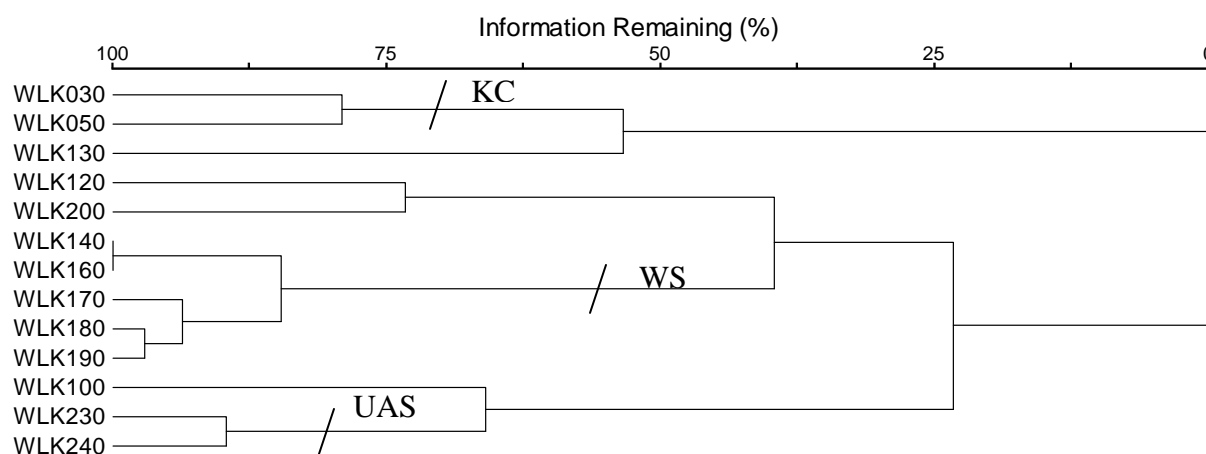 Information Remaining (%)
100 75 50 25 0
WLK030
KC
WLK050
WLK130
WLK120
WLK200
WLK140
WLK160
WS
WLK170
WLK180
WLK190
WLK100
UAS
WLK230
WLK240